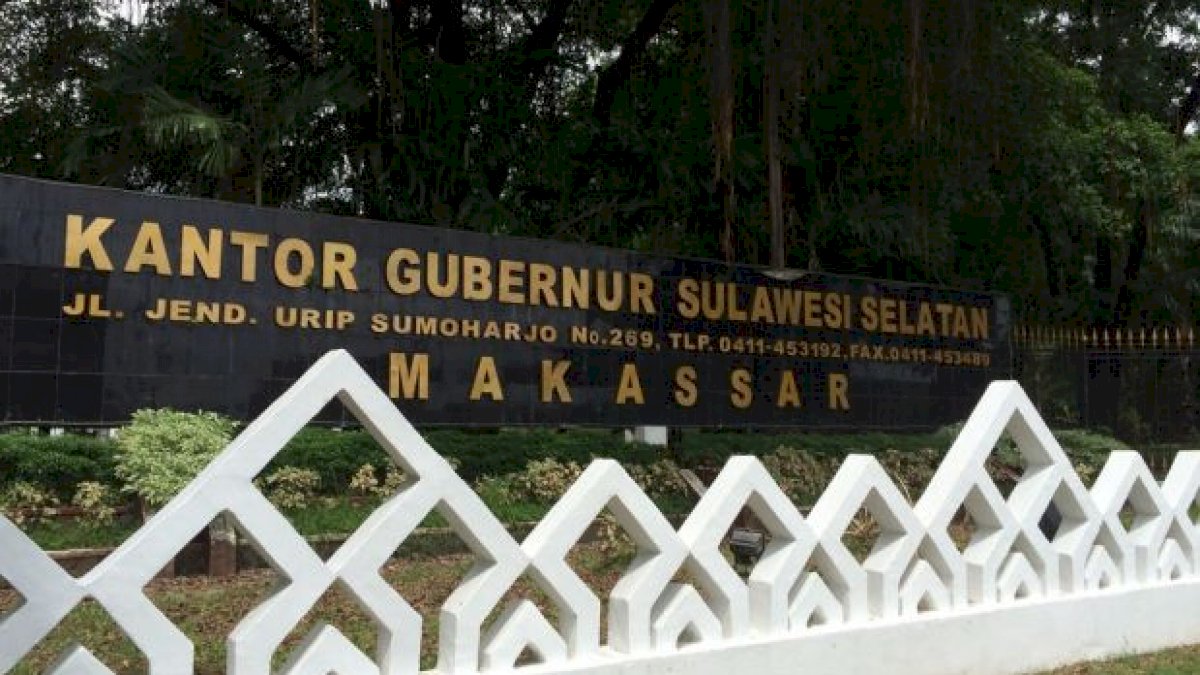 KANTOR GUBERNUR SULAWESI SELATAN
JL. JEND. URIP SUMOHARJO No.269, TLP. 0411-453192, FAX.0411-453489
MAKASSAR